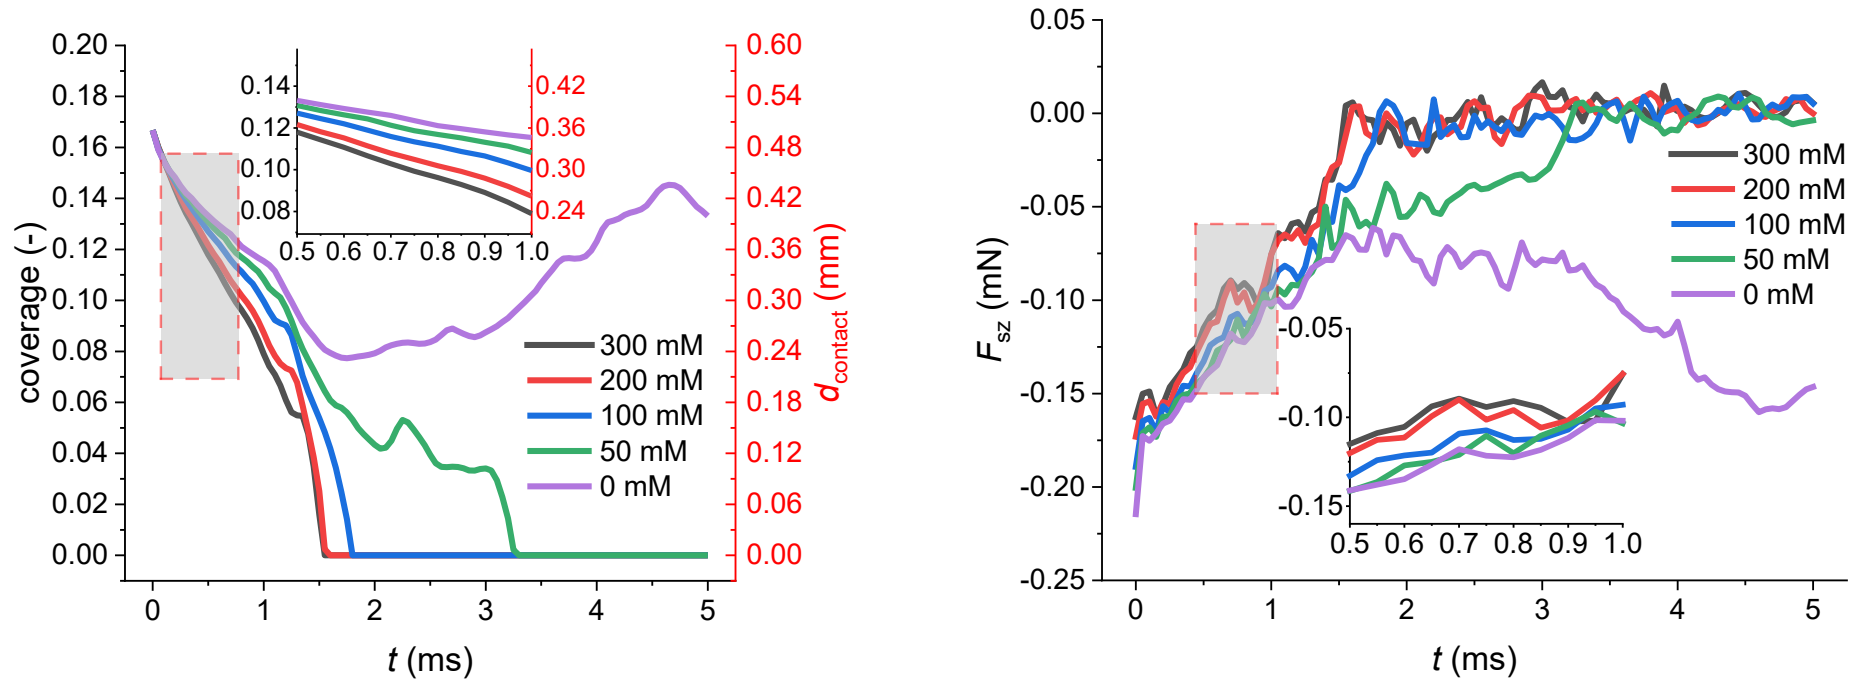 0.20
0.18
0.16
0.14
0.12
0.10
0.08
0.06
0.04
0.02
0.00
coverage (-)
0.14
0.12
0.10
0.08
0.42
0.36
0.30
0.24
0.5 0.6 0.7 0.8 0.9 1.0
300 mM
200 mM
100 mM
50 mM
0 mM
0.60
0.54
0.48
0.42
0.36
0.30
0.24
0.18
0.12
0.06
0.00
d_contact (mm)
0 1 2 3 4 5
t (ms)
0.05
0.00
-0.05
-0.10
-0.15
-0.20
-0.25
F_sz (mN)
300 mM
200 mM
100 mM
50 mM
0 mM
-0.05
-0.10
-0.15
0.5 0.6 0.7 0.8 0.9 1.0
0 1 2 3 4 5
t (ms)